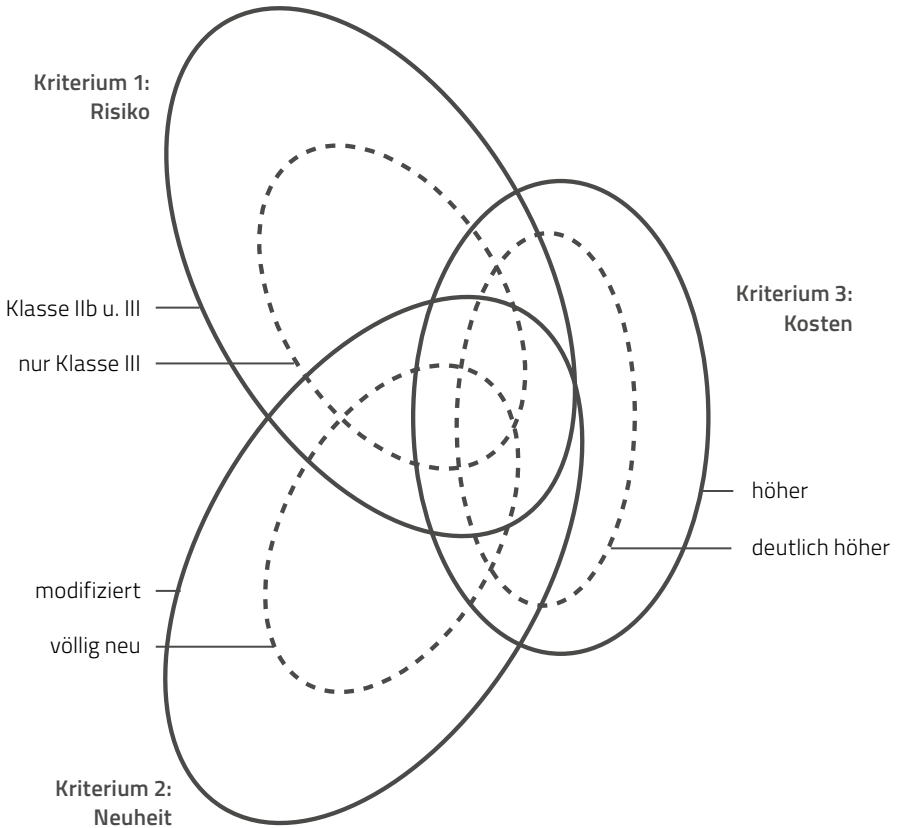 Kriterium 1:
Risiko
Klasse IIb u. III
nur Klasse III
Kriterium 3:
Kosten
höher
deutlich höher
modifiziert
völlig neu
Kriterium 2:
Neuheit